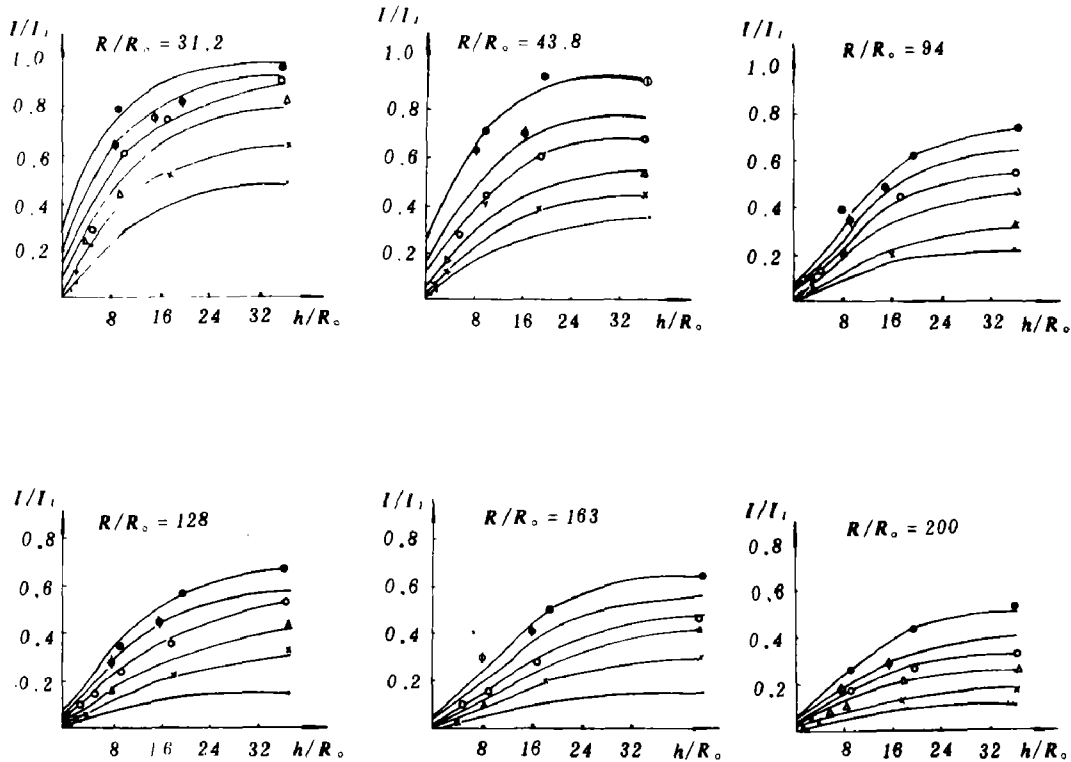 I/I₁
R/R₀ = 31.2
1.0
0.8
0.6
0.4
0.2
8 16 24 32 h/R₀
I/I₁
R/R₀ = 43.8
1.0
0.8
0.6
0.4
0.2
8 16 24 32 h/R₀
I/I₁
R/R₀ = 94
1.0
0.8
0.6
0.4
0.2
8 16 24 32 h/R₀
I/I₁
R/R₀ = 128
0.8
0.6
0.4
0.2
8 16 24 32 h/R₀
I/I₁
R/R₀ = 163
0.8
0.6
0.4
0.2
8 16 24 32 h/R₀
I/I₁
R/R₀ = 200
0.8
0.6
0.4
0.2
8 16 24 32 h/R₀